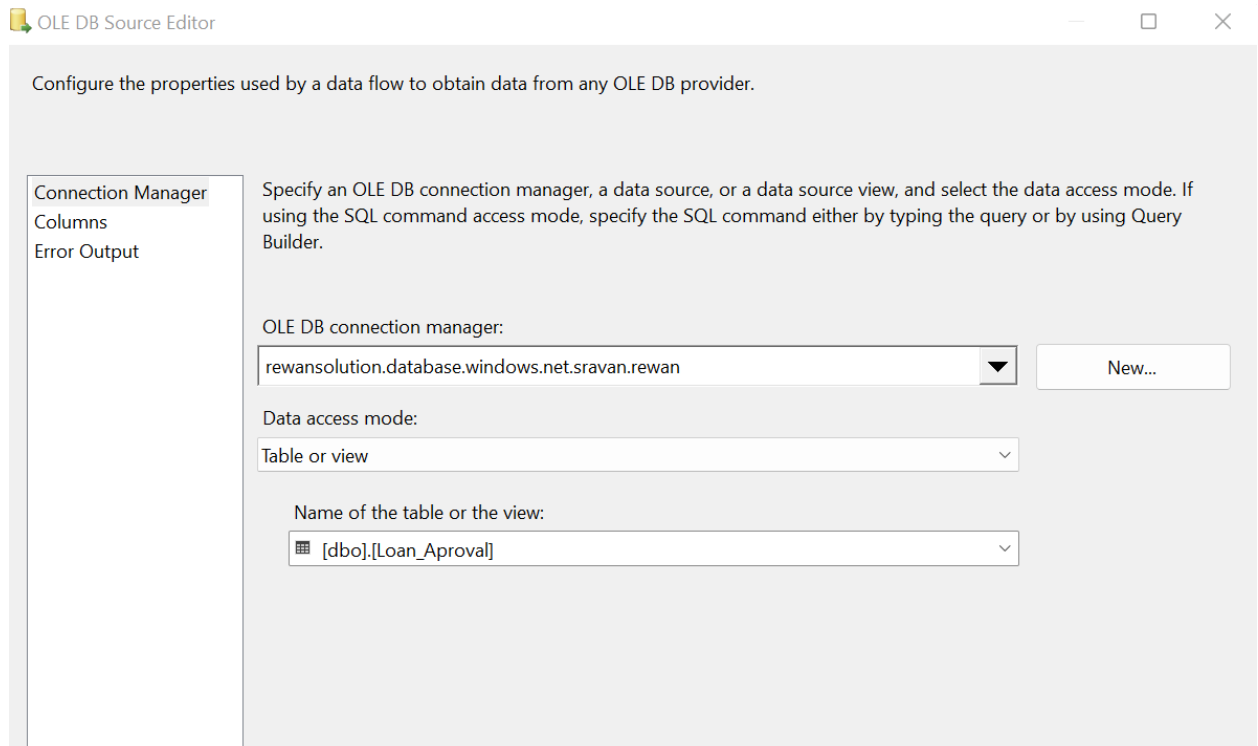 OLE DB Source Editor
Configure the properties used by a data flow to obtain data from any OLE DB provider.
Connection Manager
Columns
Error Output
Specify an OLE DB connection manager, a data source, or a data source view, and select the data access mode. If
using the SQL command access mode, specify the SQL command either by typing the query or by using Query
Builder.
OLE DB connection manager:
rewansolution.database.windows.net.sravan.rewan
New...
Data access mode:
Table or view
Name of the table or the view:
[dbo].[Loan_Aproval]